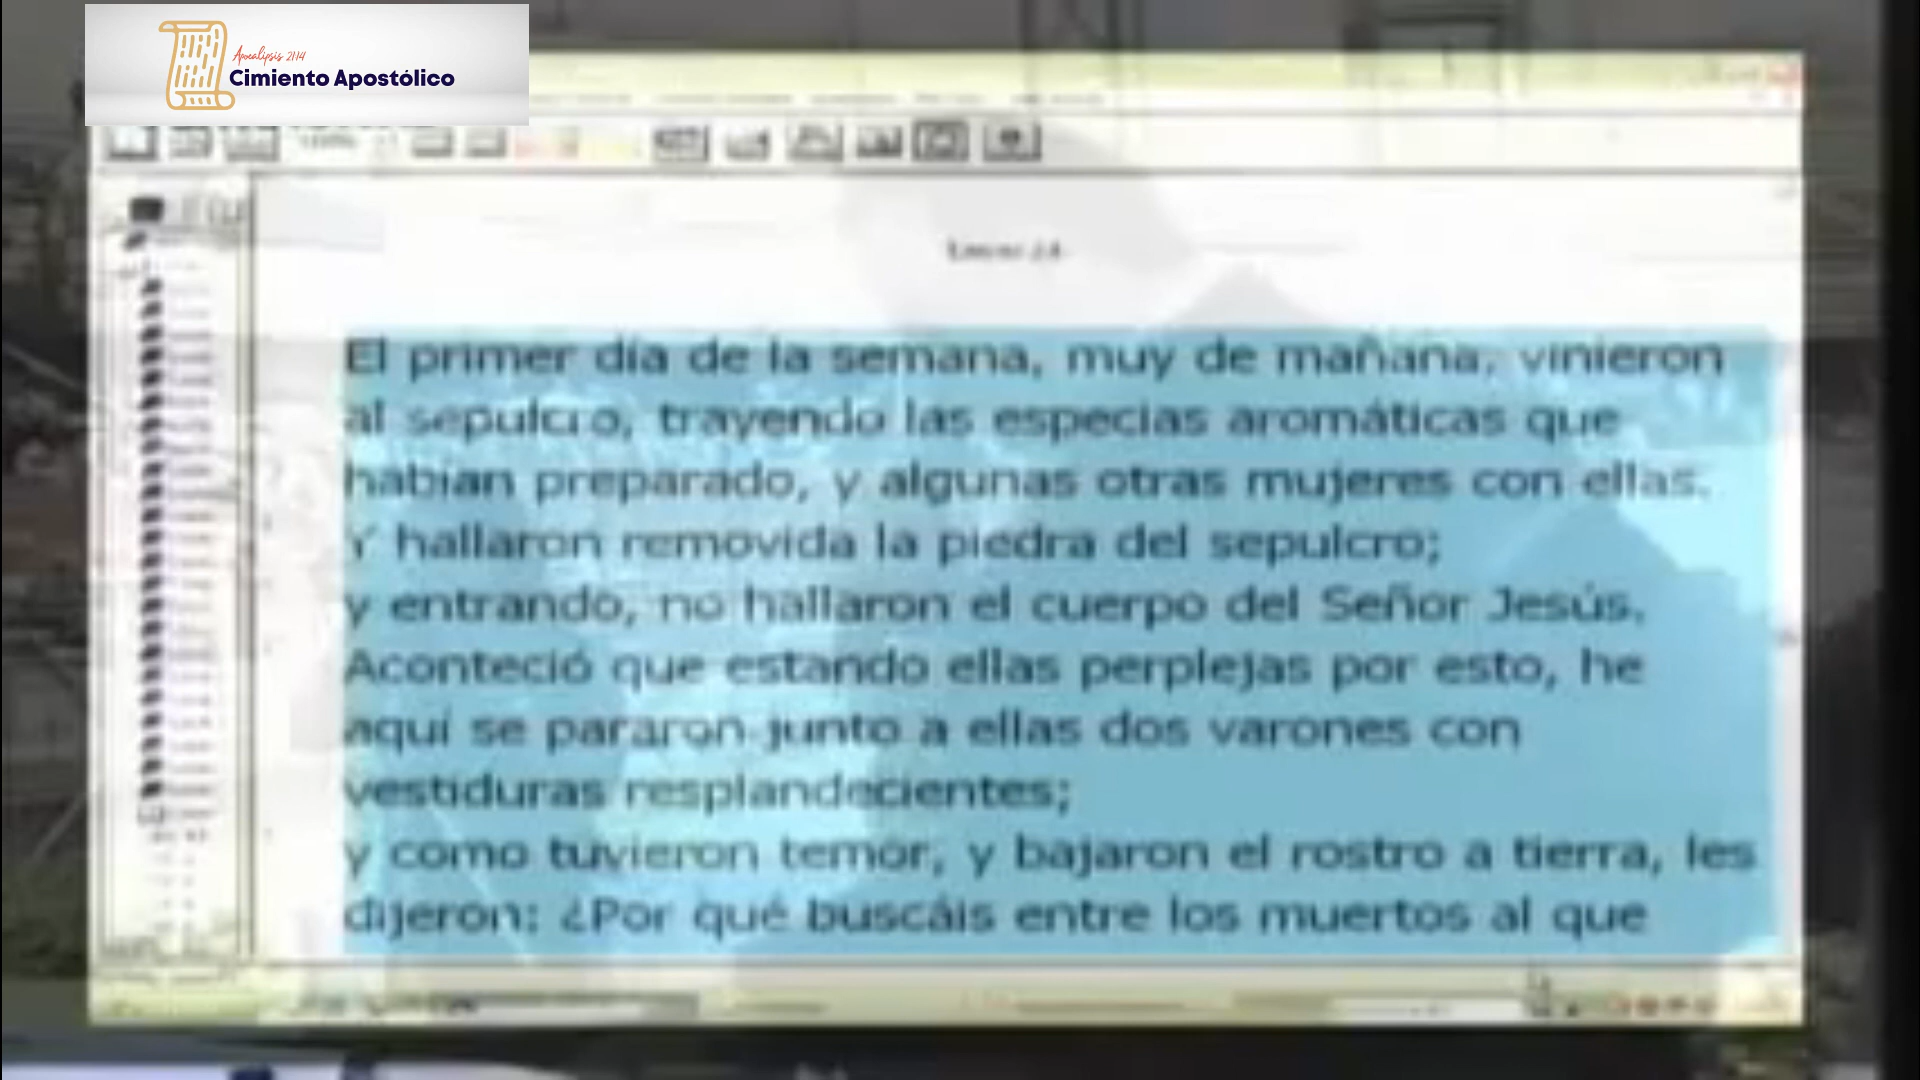 Apocalipsis 21:14
Cimiento Apostólico
El primer día de la semana, muy de mañana, vinieron
al sepulcro, trayendo las especias aromáticas que
habían preparado, y algunas otras mujeres con ellas.
Y hallaron removida la piedra del sepulcro;
y entrando, no hallaron el cuerpo del Señor Jesús.
Aconteció que estando ellas perplejas por esto, he
aquí se pararon junto a ellas dos varones con
vestiduras resplandecientes;
y como tuvieron temor, y bajaron el rostro a tierra, les
dijeron: ¿Por qué buscáis entre los muertos al que